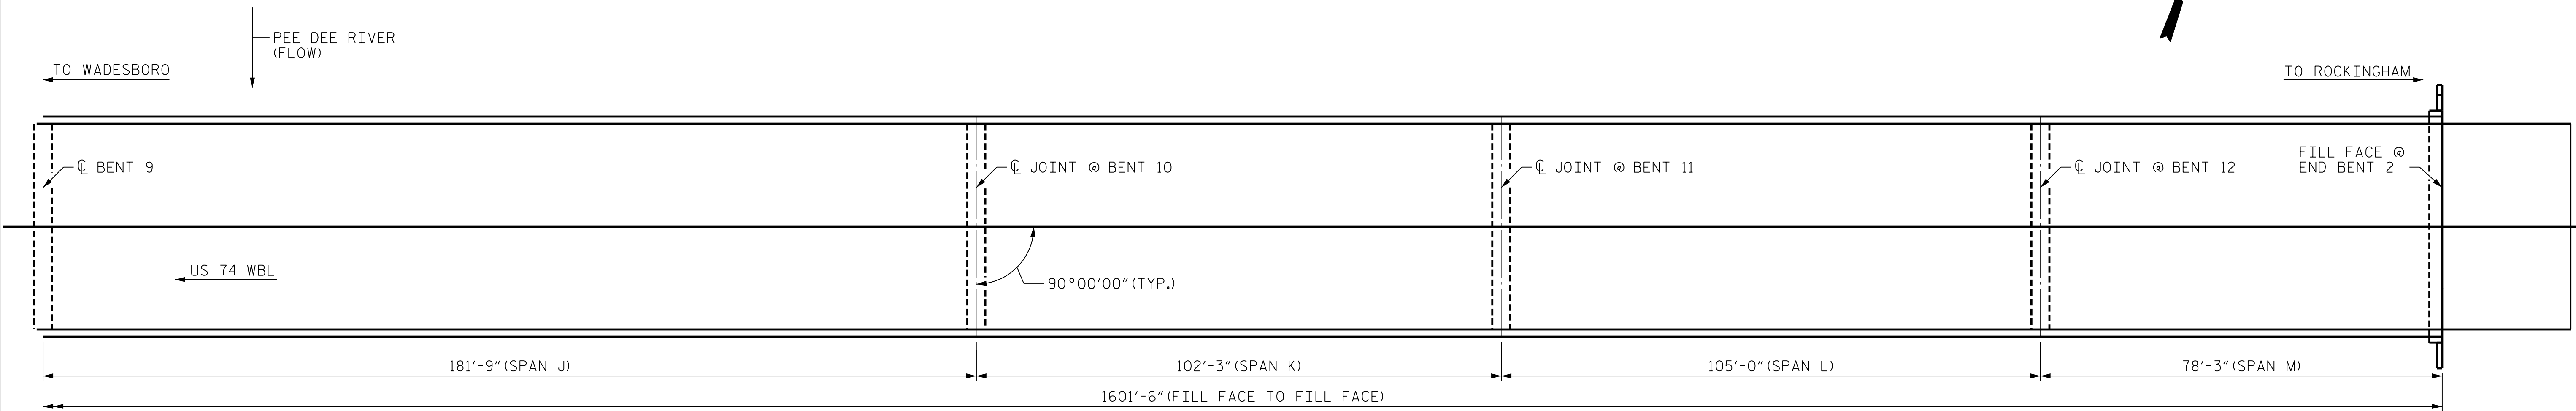 PEE DEE RIVER
(FLOW)
TO WADESBORO
TO ROCKINGHAM
℄ BENT 9
℄ JOINT @ BENT 10
℄ JOINT @ BENT 11
℄ JOINT @ BENT 12
FILL FACE @
END BENT 2
US 74 WBL
90°00'00"(TYP.)
181'-9"(SPAN J)
102'-3"(SPAN K)
105'-0"(SPAN L)
78'-3"(SPAN M)
1601'-6"(FILL FACE TO FILL FACE)